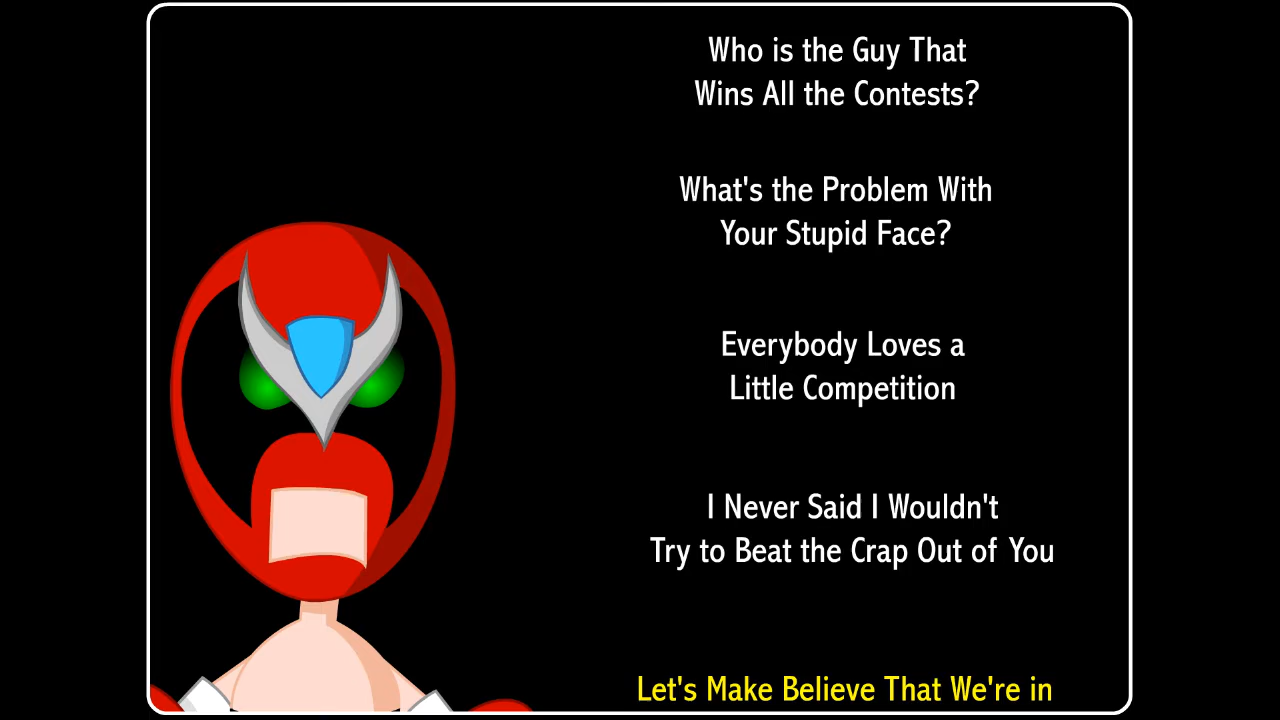 Who is the Guy That
Wins All the Contests?
What's the Problem With
Your Stupid Face?
Everybody Loves a
Little Competition
I Never Said I Wouldn't
Try to Beat the Crap Out of You
Let's Make Believe That We're in